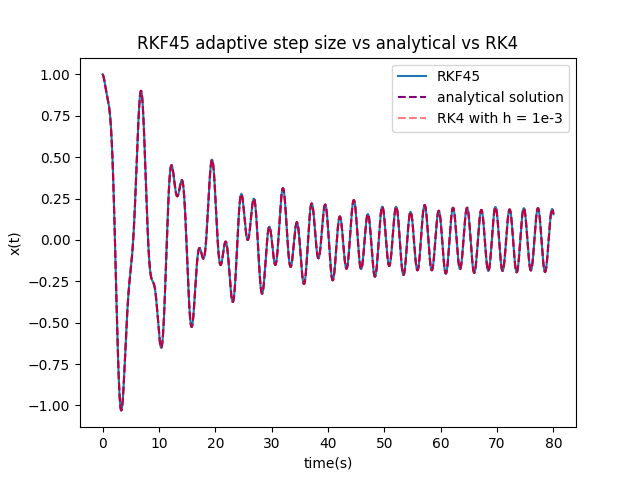 RKF45 adaptive step size vs analytical vs RK4
RKF45
analytical solution
RK4 with h = 1e-3
x(t)
1.00
0.75
0.50
0.25
0.00
−0.25
−0.50
−0.75
−1.00
0 10 20 30 40 50 60 70 80
time(s)